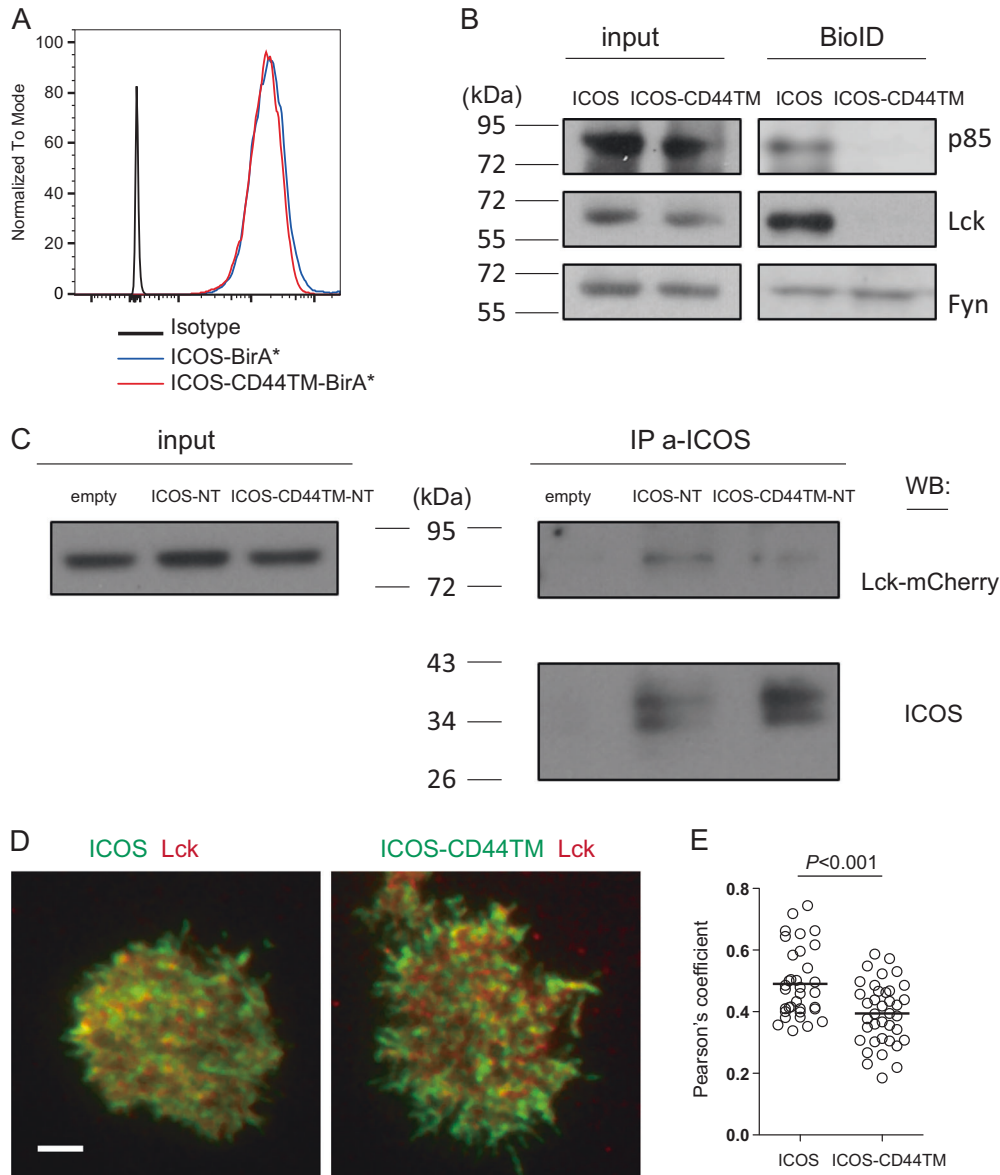 A
100
80
60
40
20
0
Normalized To Mode
Isotype
ICOS-BirA*
ICOS-CD44TM-BirA*
B
input BioID
(kDa) ICOS ICOS-CD44TM ICOS ICOS-CD44TM
95
72
p85
72
55
Lck
72
55
Fyn
C
input IP a-ICOS
empty ICOS-NT ICOS-CD44TM-NT (kDa) empty ICOS-NT ICOS-CD44TM-NT WB:
95
72
Lck-mCherry
43
34
26
ICOS
D
ICOS Lck
ICOS-CD44TM Lck
E
P<0.001
0.8
0.6
0.4
0.2
0.0
Pearson's coefficient
ICOS ICOS-CD44TM